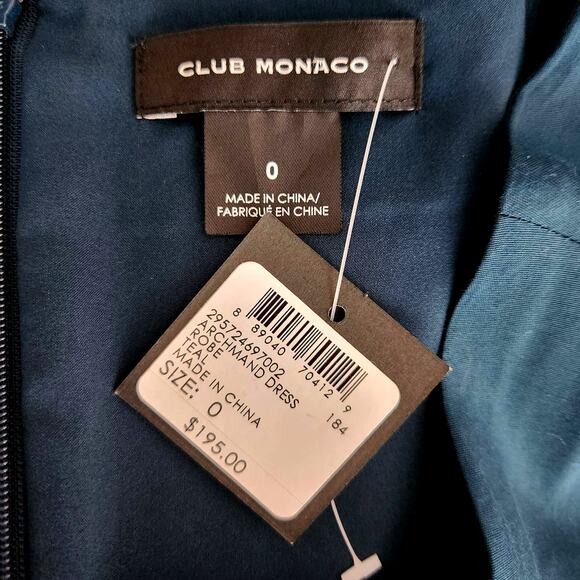 CLUB MONACO
0
MADE IN CHINA/
FABRIQUÉ EN CHINE
8 89040 70412 9
184
295724697002
ARCHMAND DRESS
ROBE
TEAL
MADE IN CHINA
SIZE: 0
$195.00